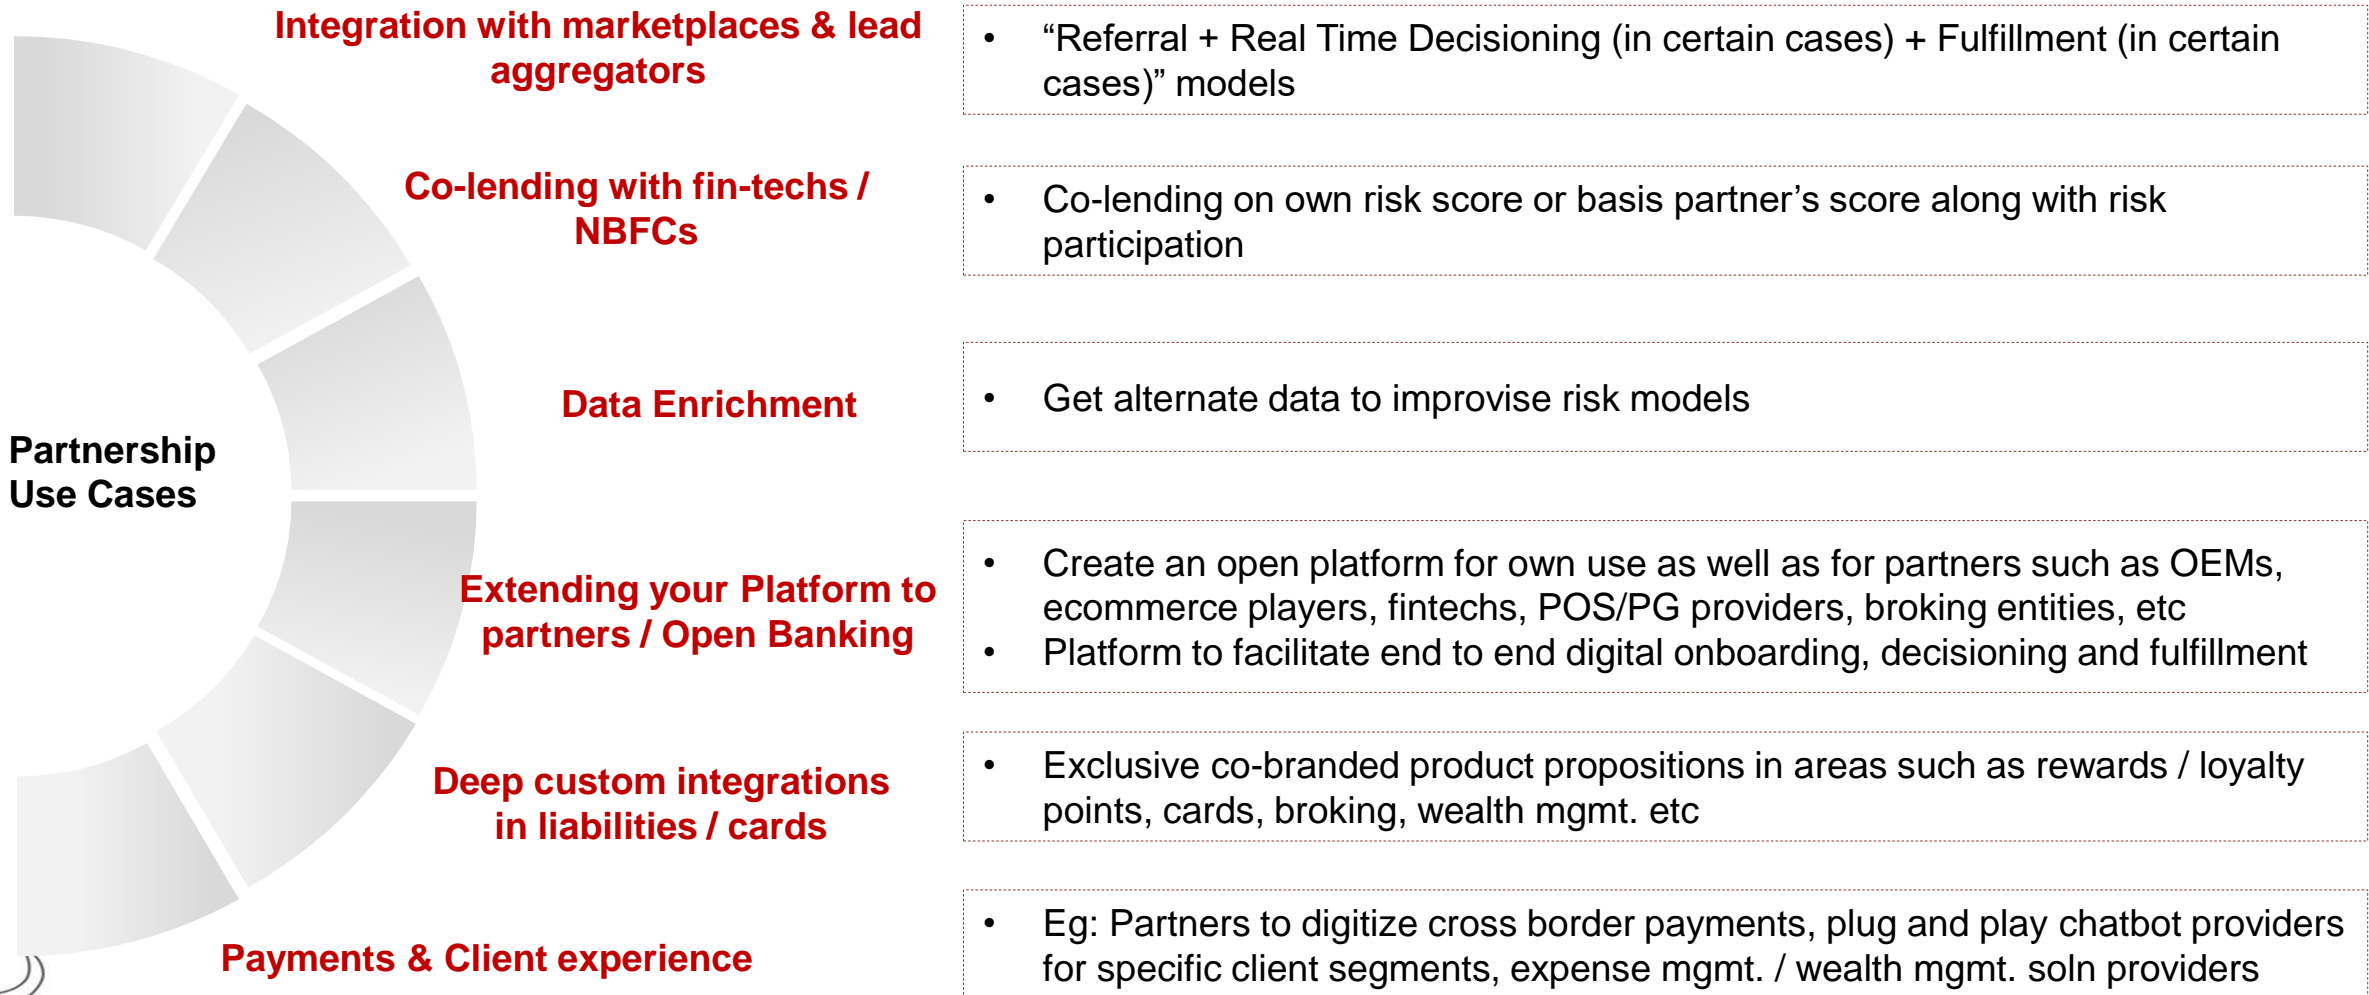 Integration with marketplaces & lead
aggregators
• “Referral + Real Time Decisioning (in certain cases) + Fulfillment (in certain
cases)” models
Co-lending with fin-techs /
NBFCs
• Co-lending on own risk score or basis partner’s score along with risk
participation
Data Enrichment
• Get alternate data to improvise risk models
Partnership
Use Cases
Extending your Platform to
partners / Open Banking
• Create an open platform for own use as well as for partners such as OEMs,
ecommerce players, fintechs, POS/PG providers, broking entities, etc
• Platform to facilitate end to end digital onboarding, decisioning and fulfillment
Deep custom integrations
in liabilities / cards
• Exclusive co-branded product propositions in areas such as rewards / loyalty
points, cards, broking, wealth mgmt. etc
Payments & Client experience
• Eg: Partners to digitize cross border payments, plug and play chatbot providers
for specific client segments, expense mgmt. / wealth mgmt. soln providers